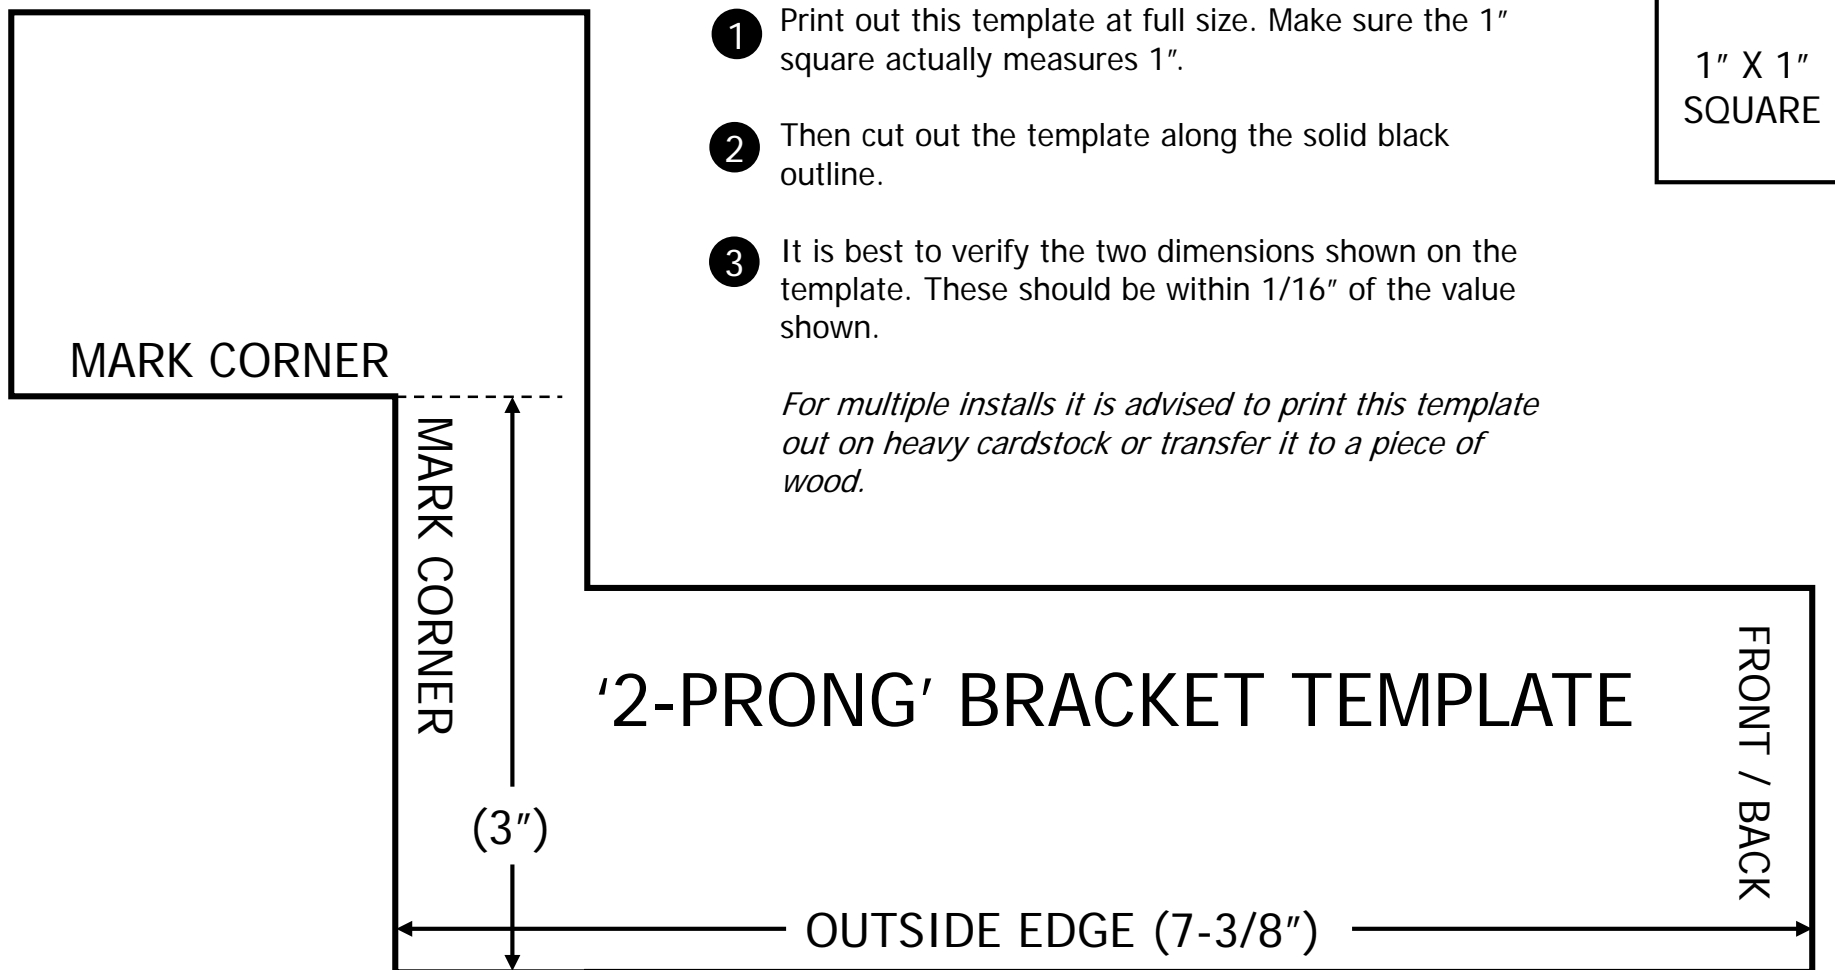 1 Print out this template at full size. Make sure the 1″
square actually measures 1″.
2 Then cut out the template along the solid black
outline.
3 It is best to verify the two dimensions shown on the
template. These should be within 1/16″ of the value
shown.
For multiple installs it is advised to print this template
out on heavy cardstock or transfer it to a piece of
wood.
1″ X 1″
SQUARE
MARK CORNER
MARK CORNER
(3″)
‘2-PRONG’ BRACKET TEMPLATE
FRONT / BACK
OUTSIDE EDGE (7-3/8″)